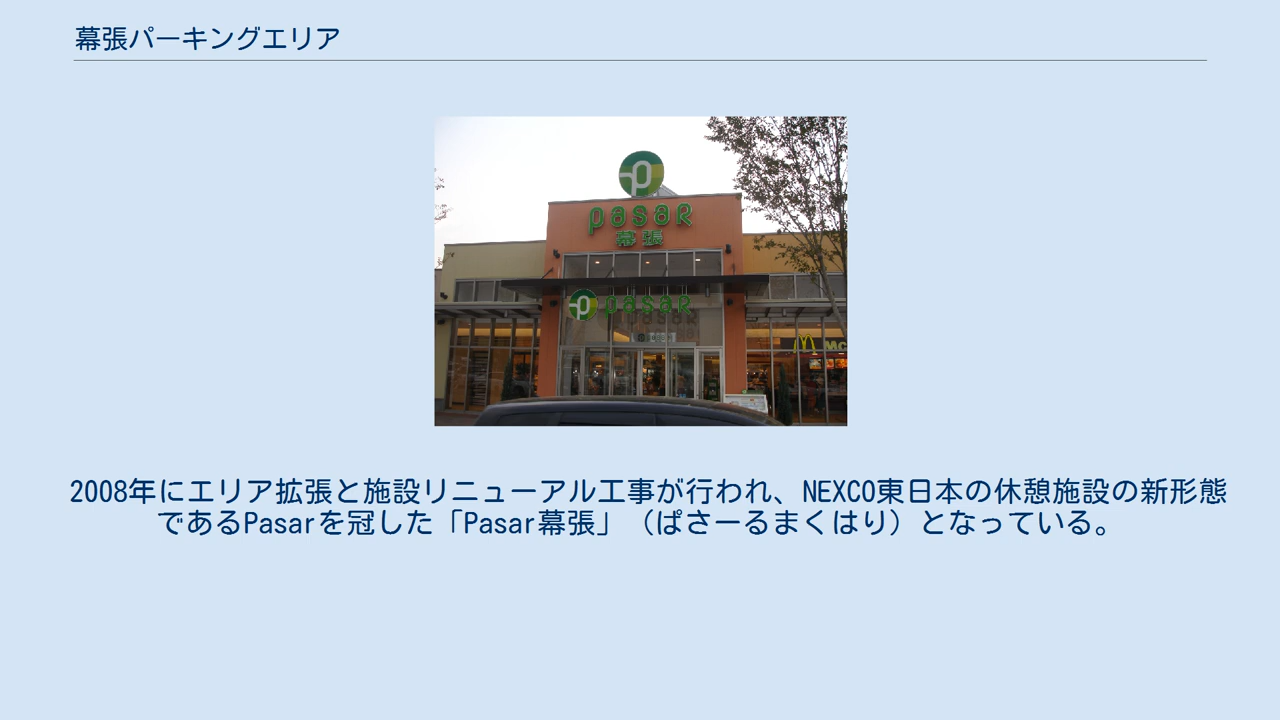 幕張パーキングエリア
p
pasar
幕張
p pasar
Mc
2008年にエリア拡張と施設リニューアル工事が行われ、NEXCO東日本の休憩施設の新形態
であるPasarを冠した「Pasar幕張」（ぱさーるまくはり）となっている。